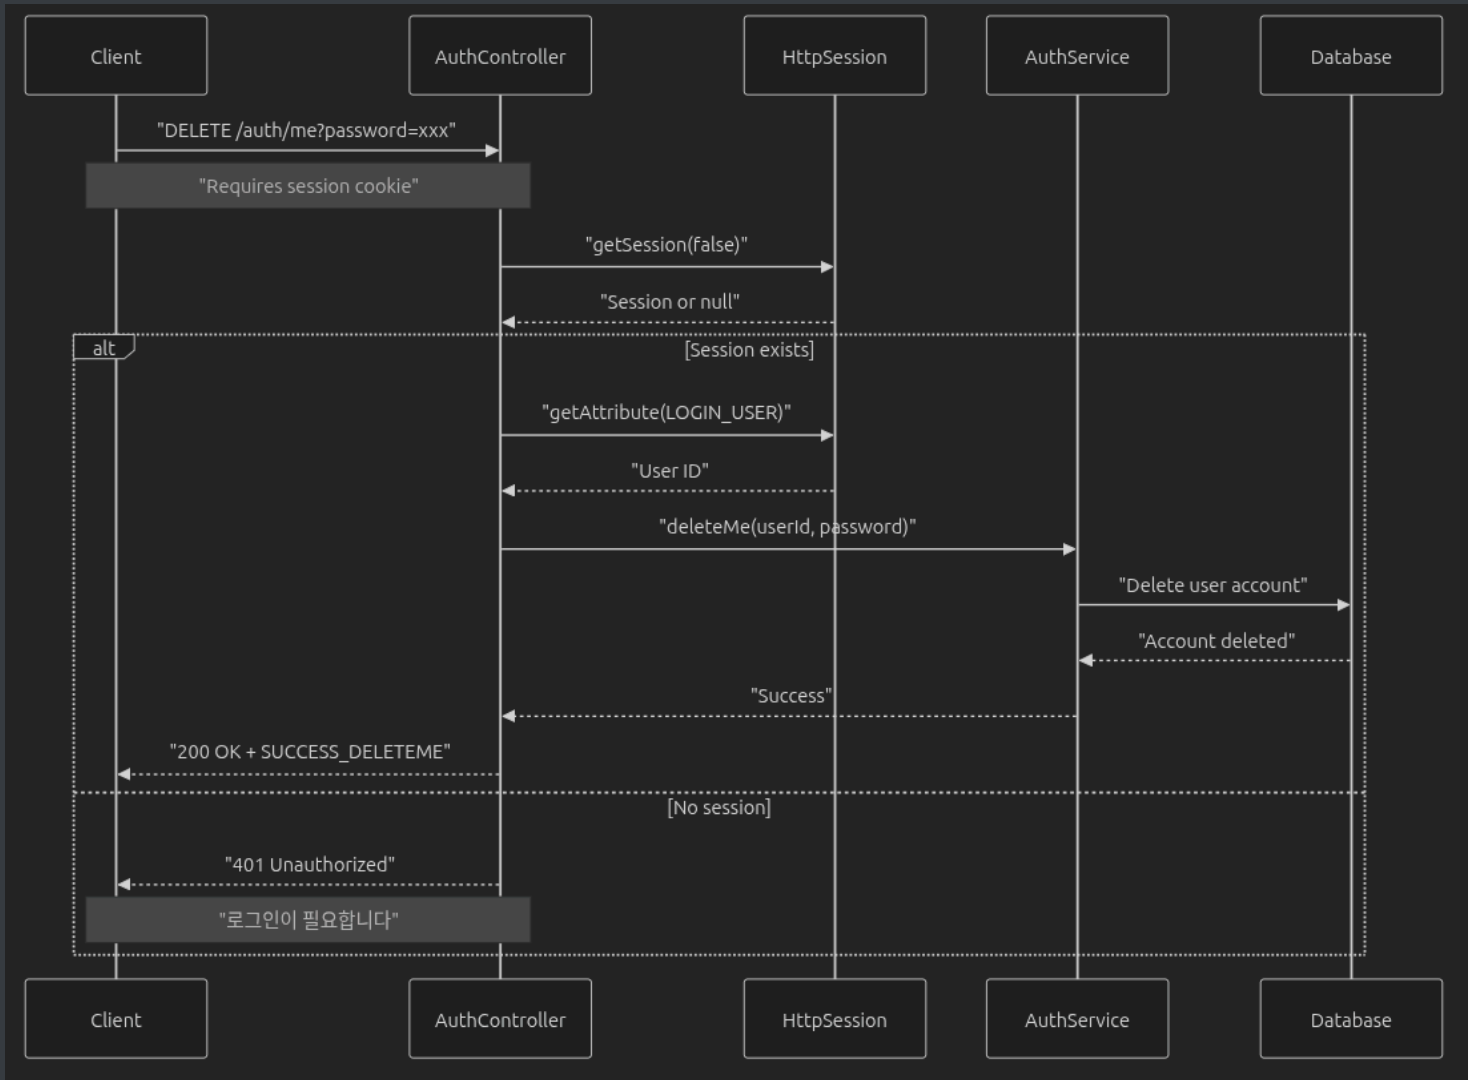 Client
AuthController
HttpSession
AuthService
Database
"DELETE /auth/me?password=xxx"
"Requires session cookie"
"getSession(false)"
"Session or null"
alt
[Session exists]
"getAttribute(LOGIN_USER)"
"User ID"
"deleteMe(userId, password)"
"Delete user account"
"Account deleted"
"Success"
"200 OK + SUCCESS_DELETEME"
[No session]
"401 Unauthorized"
"로그인이 필요합니다"
Client
AuthController
HttpSession
AuthService
Database